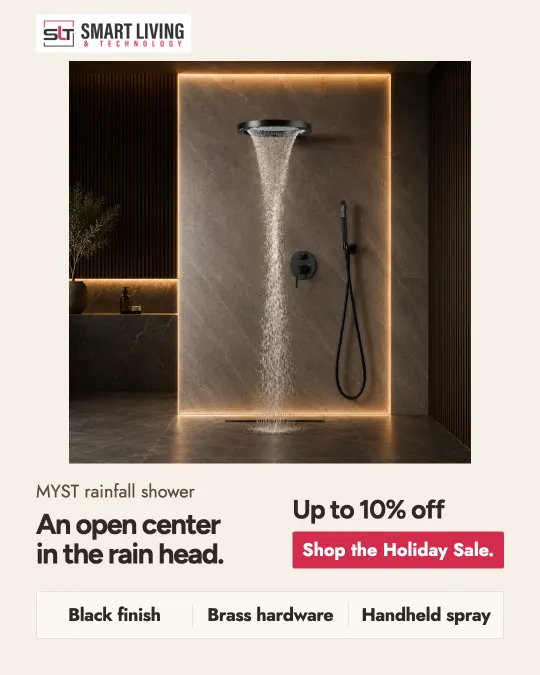 SLT SMART LIVING
& TECHNOLOGY
MYST rainfall shower
An open center
in the rain head.
Up to 10% off
Shop the Holiday Sale.
Black finish
Brass hardware
Handheld spray